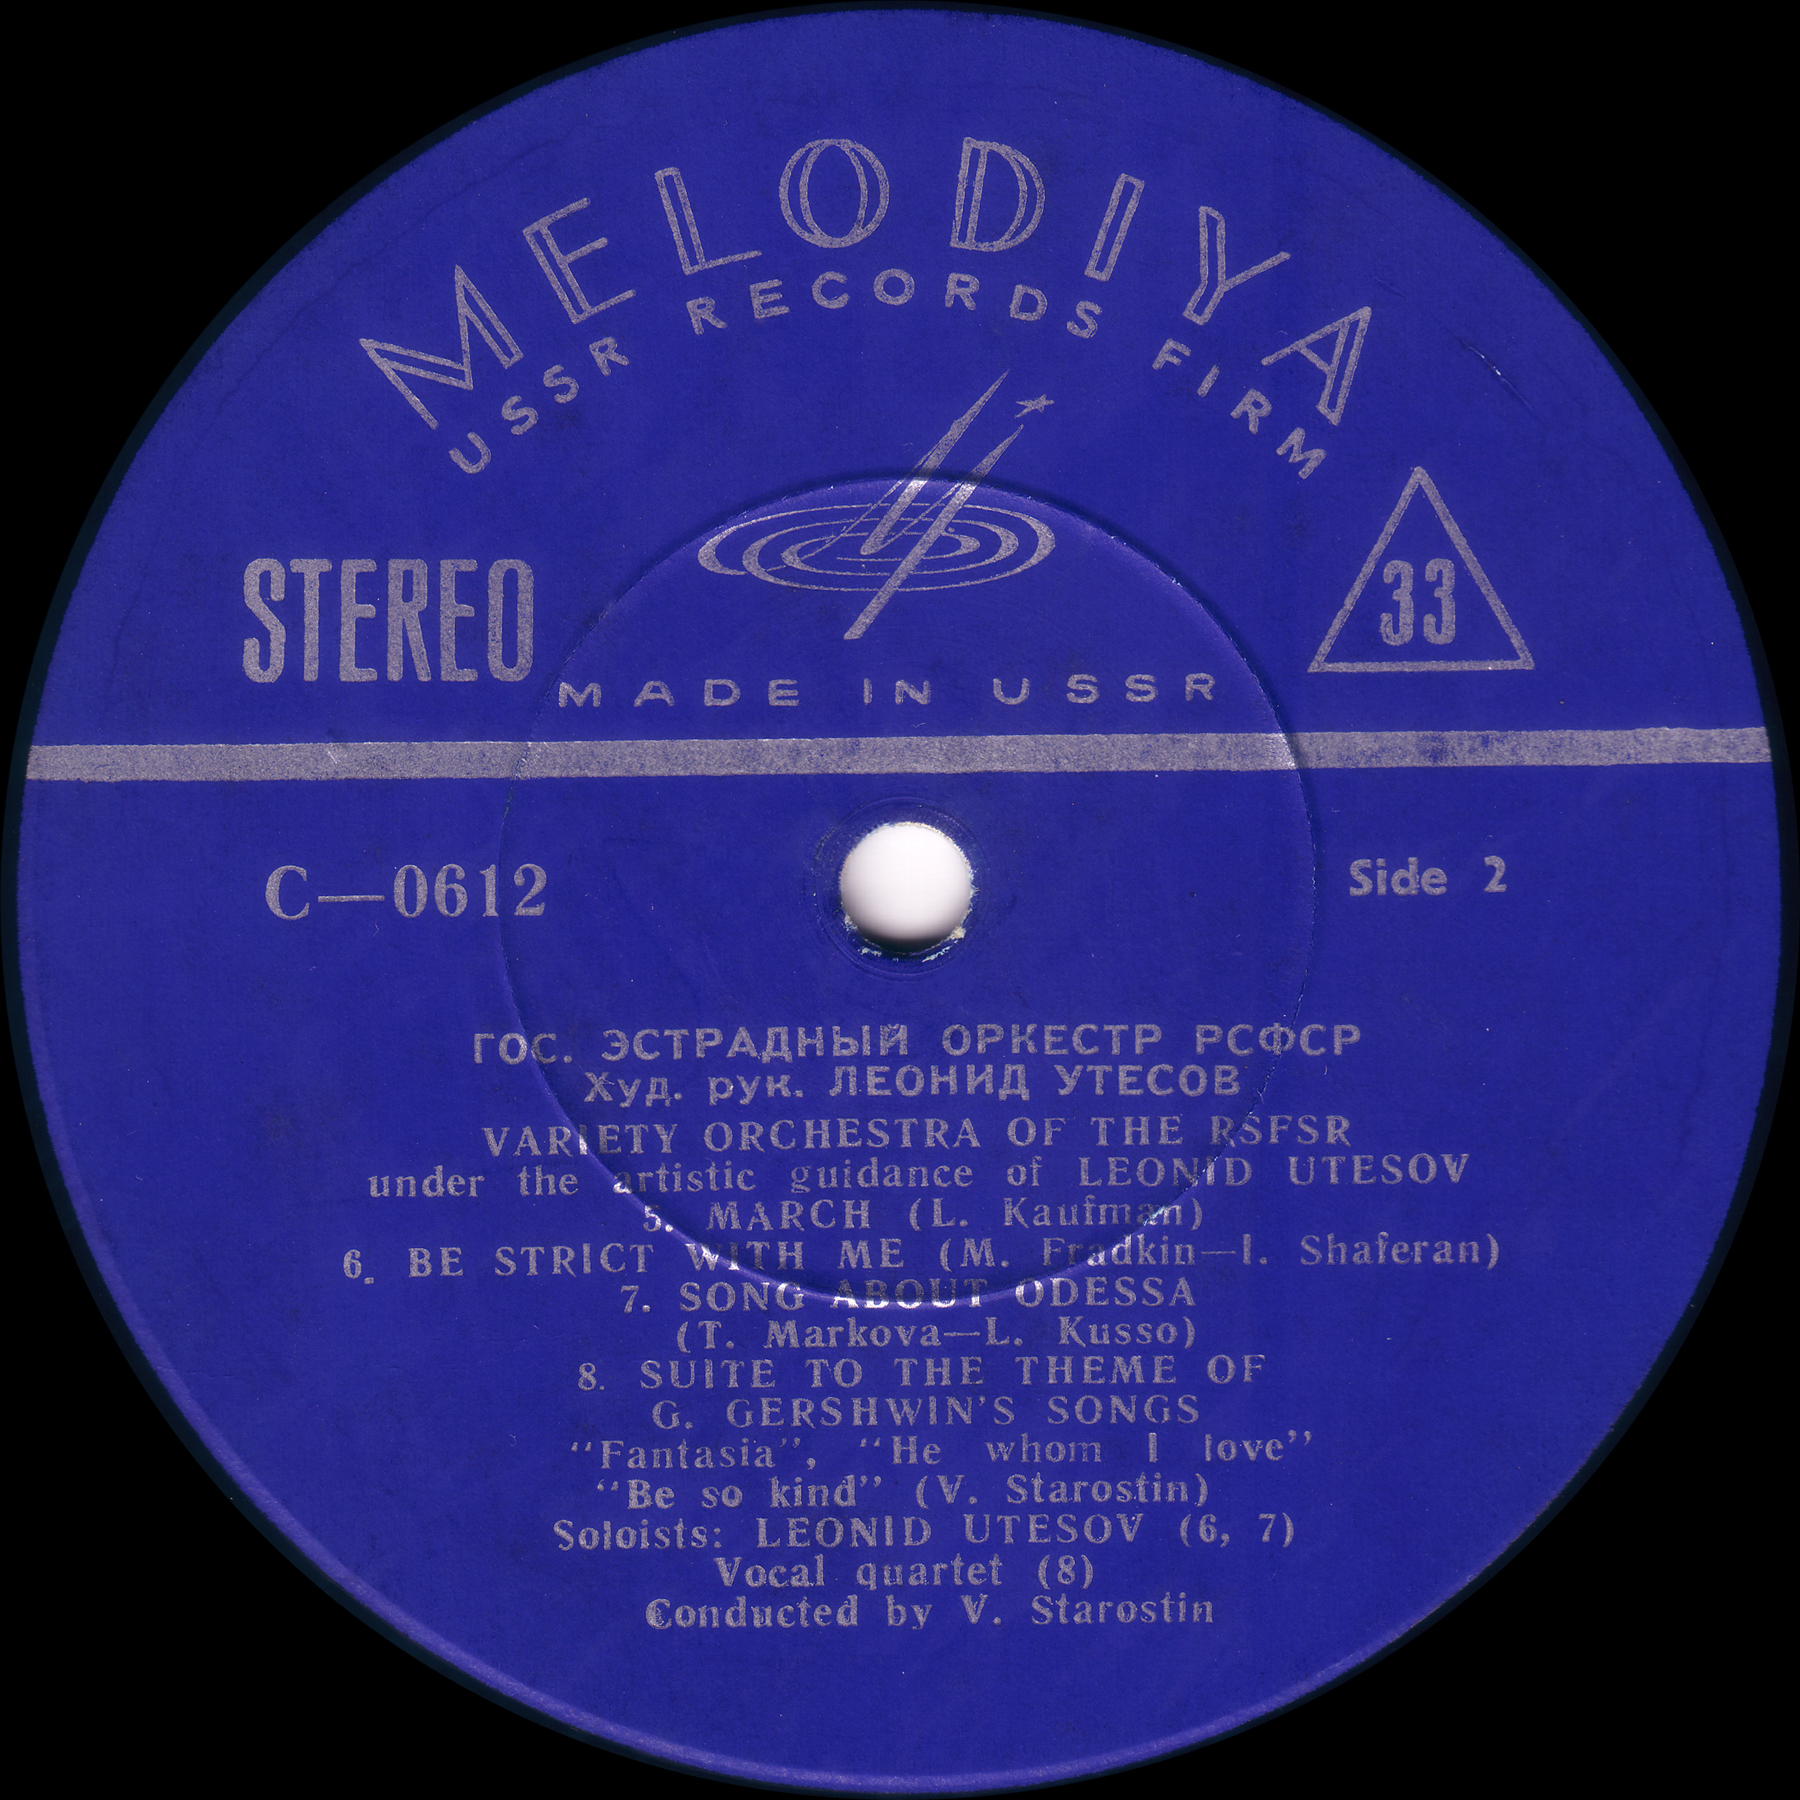 MELODIYA
USSR RECORDS FIRM
STEREO
33
MADE IN USSR
C—0612
Side 2
ГОС. ЭСТРАДНЫЙ ОРКЕСТР РСФСР
Худ. рук. ЛЕОНИД УТЕСОВ
VARIETY ORCHESTRA OF THE RSFSR
under the artistic guidance of LEONID UTESOV
5. MARCH (L. Kaufman)
6. BE STRICT WITH ME (M. Fradkin—I. Shaferan)
7. SONG ABOUT ODESSA
(T. Markova—L. Kusso)
8. SUITE TO THE THEME OF
G. GERSHWIN'S SONGS
“Fantasia”, “He whom I love”
“Be so kind” (V. Starostin)
Soloists: LEONID UTESOV (6, 7)
Vocal quartet (8)
Conducted by V. Starostin